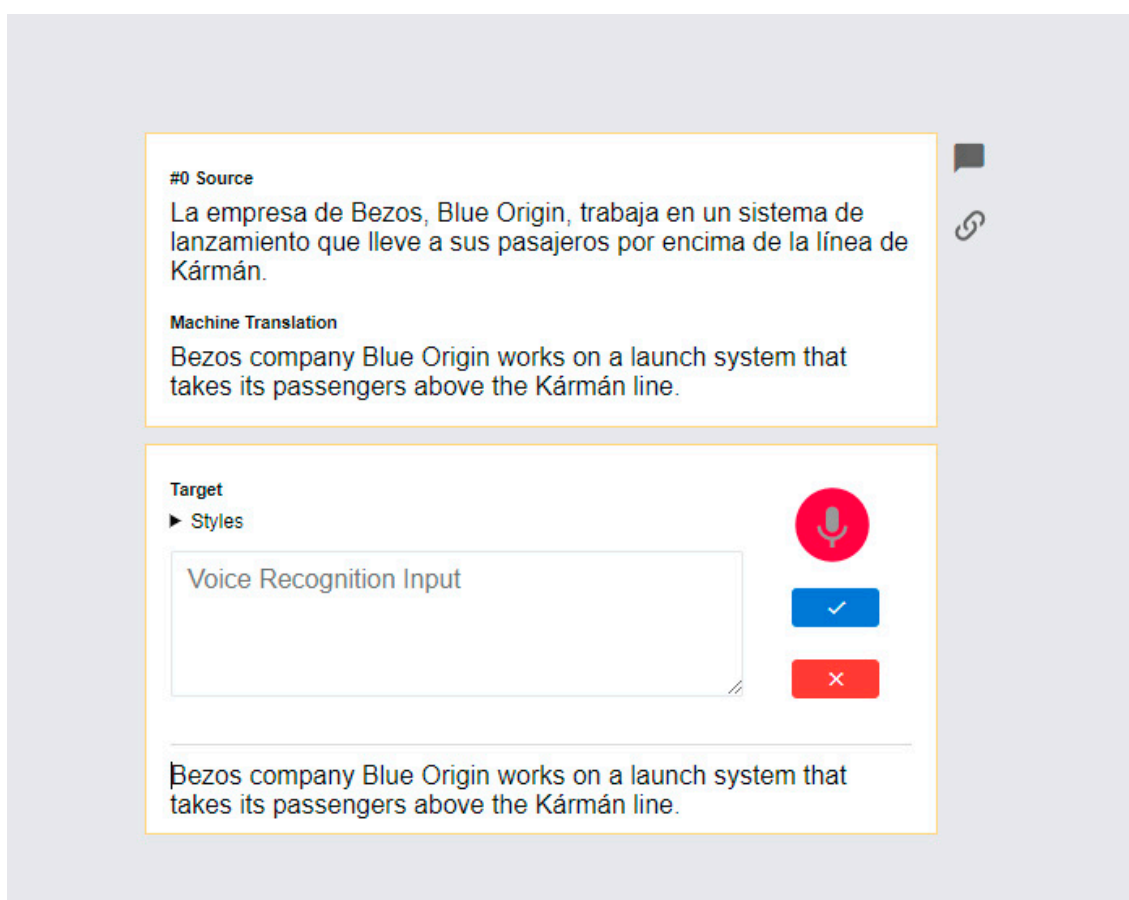 #0 Source
La empresa de Bezos, Blue Origin, trabaja en un sistema de
lanzamiento que lleve a sus pasajeros por encima de la línea de
Kármán.
Machine Translation
Bezos company Blue Origin works on a launch system that
takes its passengers above the Kármán line.
Target
Styles
Voice Recognition Input
Bezos company Blue Origin works on a launch system that
takes its passengers above the Kármán line.